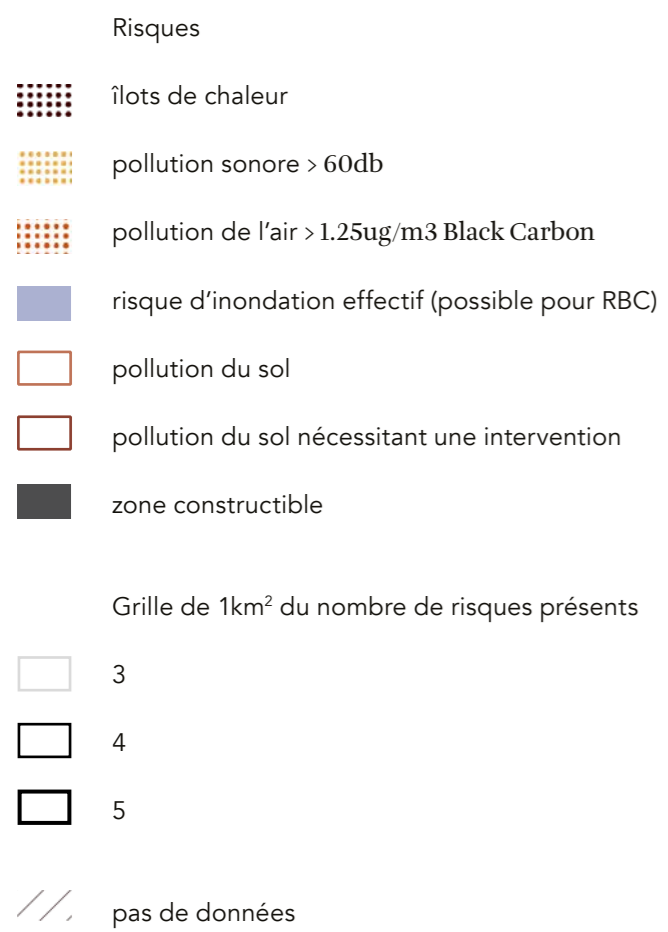 Risques
îlots de chaleur
pollution sonore > 60db
pollution de l'air > 1.25ug/m3 Black Carbon
risque d'inondation effectif (possible pour RBC)
pollution du sol
pollution du sol nécessitant une intervention
zone constructible
Grille de 1km² du nombre de risques présents
3
4
5
pas de données